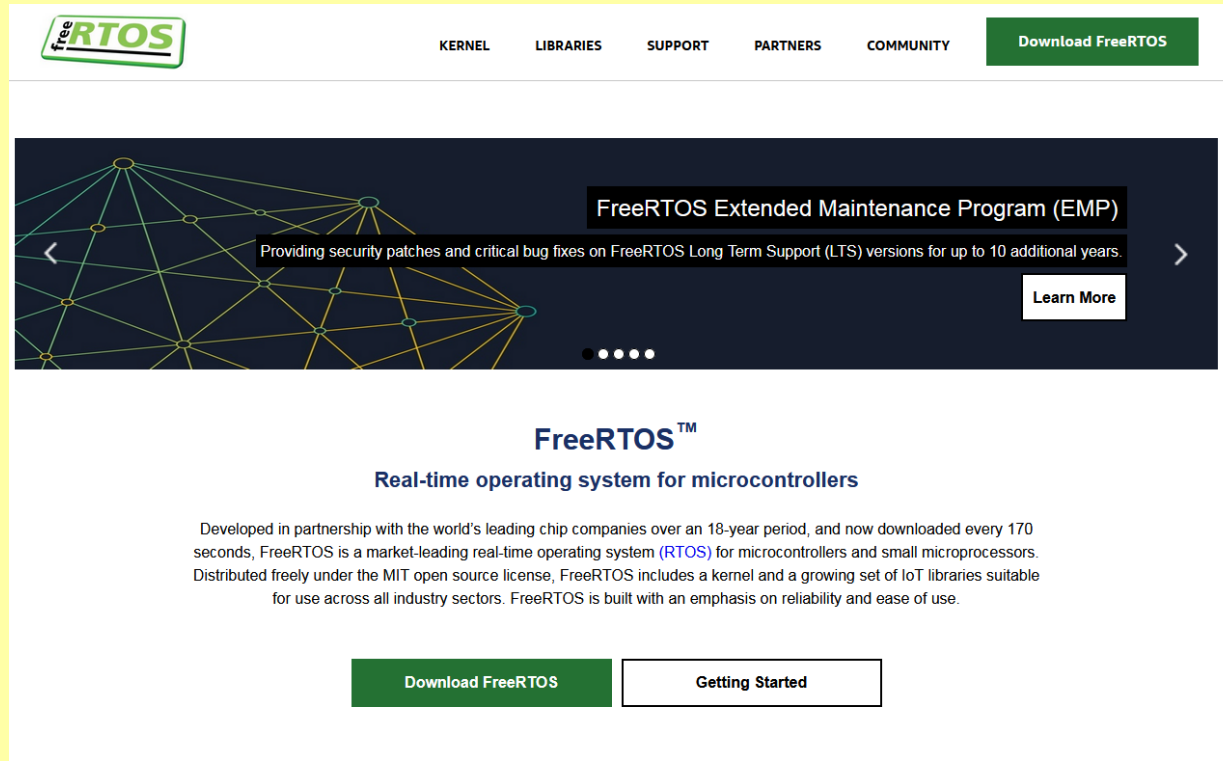 free RTOS
KERNEL LIBRARIES SUPPORT PARTNERS COMMUNITY Download FreeRTOS
FreeRTOS Extended Maintenance Program (EMP)
Providing security patches and critical bug fixes on FreeRTOS Long Term Support (LTS) versions for up to 10 additional years.
Learn More
FreeRTOS™
Real-time operating system for microcontrollers
Developed in partnership with the world’s leading chip companies over an 18-year period, and now downloaded every 170
seconds, FreeRTOS is a market-leading real-time operating system (RTOS) for microcontrollers and small microprocessors.
Distributed freely under the MIT open source license, FreeRTOS includes a kernel and a growing set of IoT libraries suitable
for use across all industry sectors. FreeRTOS is built with an emphasis on reliability and ease of use.
Download FreeRTOS Getting Started